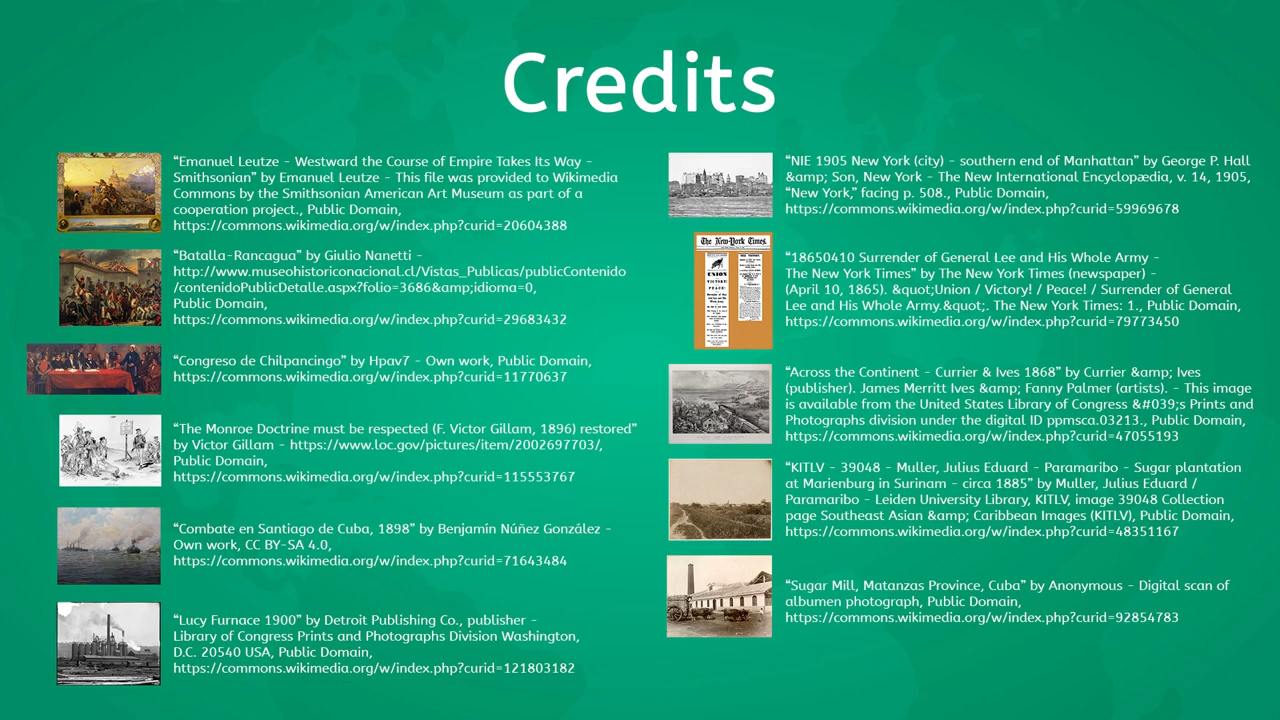 Credits
“Emanuel Leutze – Westward the Course of Empire Takes Its Way –
Smithsonian” by Emanuel Leutze – This file was provided to Wikimedia
Commons by the Smithsonian American Art Museum as part of a
cooperation project., Public Domain,
https://commons.wikimedia.org/w/index.php?curid=20604388
“Batalla-Rancagua” by Giulio Nanetti –
http://www.museohistoriconacional.cl/Vistas_Publicas/publicContenido
/contenidoPublicDetalle.aspx?folio=3686&amp;idioma=0,
Public Domain,
https://commons.wikimedia.org/w/index.php?curid=29683432
“Congreso de Chilpancingo” by Hpav7 – Own work, Public Domain,
https://commons.wikimedia.org/w/index.php?curid=11770637
“The Monroe Doctrine must be respected (F. Victor Gillam, 1896) restored”
by Victor Gillam – https://www.loc.gov/pictures/item/2002697703/,
Public Domain,
https://commons.wikimedia.org/w/index.php?curid=115553767
“Combate en Santiago de Cuba, 1898” by Benjamín Núñez González –
Own work, CC BY-SA 4.0,
https://commons.wikimedia.org/w/index.php?curid=71643484
“Lucy Furnace 1900” by Detroit Publishing Co., publisher –
Library of Congress Prints and Photographs Division Washington,
D.C. 20540 USA, Public Domain,
https://commons.wikimedia.org/w/index.php?curid=121803182
“NIE 1905 New York (city) – southern end of Manhattan” by George P. Hall
&amp; Son, New York – The New International Encyclopædia, v. 14, 1905,
“New York,” facing p. 508., Public Domain,
https://commons.wikimedia.org/w/index.php?curid=59969678
The New-York Times.
UNION
VICTORY!
PEACE!
“18650410 Surrender of General Lee and His Whole Army –
The New York Times” by The New York Times (newspaper) –
(April 10, 1865). &quot;Union / Victory! / Peace! / Surrender of General
Lee and His Whole Army.&quot;. The New York Times: 1., Public Domain,
https://commons.wikimedia.org/w/index.php?curid=79773450
“Across the Continent – Currier & Ives 1868” by Currier &amp; Ives
(publisher). James Merritt Ives &amp; Fanny Palmer (artists). – This image
is available from the United States Library of Congress &#039;s Prints and
Photographs division under the digital ID ppmsca.03213., Public Domain,
https://commons.wikimedia.org/w/index.php?curid=47055193
“KITLV – 39048 – Muller, Julius Eduard – Paramaribo – Sugar plantation
at Marienburg in Surinam – circa 1885” by Muller, Julius Eduard /
Paramaribo – Leiden University Library, KITLV, image 39048 Collection
page Southeast Asian &amp; Caribbean Images (KITLV), Public Domain,
https://commons.wikimedia.org/w/index.php?curid=48351167
“Sugar Mill, Matanzas Province, Cuba” by Anonymous – Digital scan of
albumen photograph, Public Domain,
https://commons.wikimedia.org/w/index.php?curid=92854783